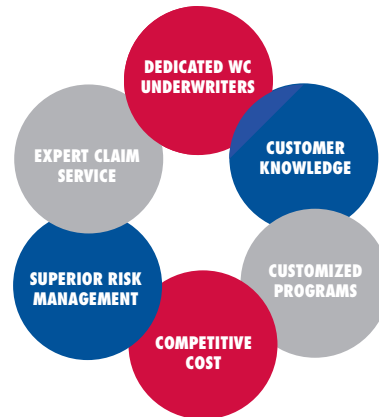 DEDICATED WC
UNDERWRITERS
CUSTOMER
KNOWLEDGE
CUSTOMIZED
PROGRAMS
COMPETITIVE
COST
SUPERIOR RISK
MANAGEMENT
EXPERT CLAIM
SERVICE